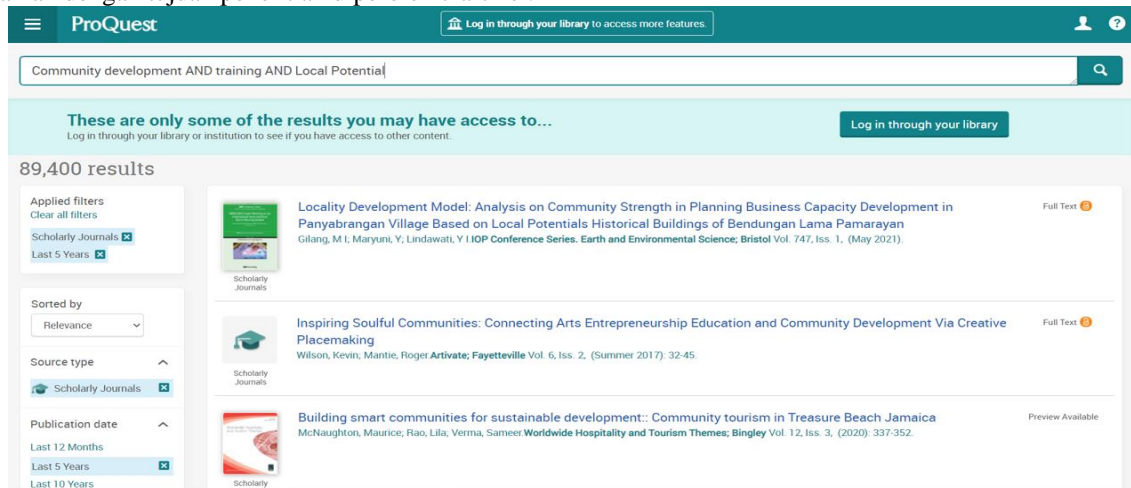 ProQuest
Log in through your library to access more features.
Community development AND training AND Local Potential
These are only some of the results you may have access to...
Log in through your library or institution to see if you have access to other content.
Log in through your library
89,400 results
Applied filters
Clear all filters
Scholarly Journals
Last 5 Years
Sorted by
Relevance
Source type
Scholarly Journals
Publication date
Last 12 Months
Last 5 Years
Last 10 Years
Locality Development Model: Analysis on Community Strength in Planning Business Capacity Development in
Panyabrangan Village Based on Local Potentials Historical Buildings of Bendungan Lama Pamarayan
Gilang, M I; Maryuni, Y; Lindawati, Y I.IOP Conference Series. Earth and Environmental Science; Bristol Vol. 747, Iss. 1, (May 2021).
Full Text
Scholarly
Journals
Inspiring Soulful Communities: Connecting Arts Entrepreneurship Education and Community Development Via Creative
Placemaking
Wilson, Kevin; Mantie, Roger.Artivate; Fayetteville Vol. 6, Iss. 2, (Summer 2017): 32-45.
Full Text
Scholarly
Journals
Building smart communities for sustainable development:: Community tourism in Treasure Beach Jamaica
McNaughton, Maurice; Rao, Lila; Verma, Sameer.Worldwide Hospitality and Tourism Themes; Bingley Vol. 12, Iss. 3, (2020): 337-352.
Preview Available
Scholarly